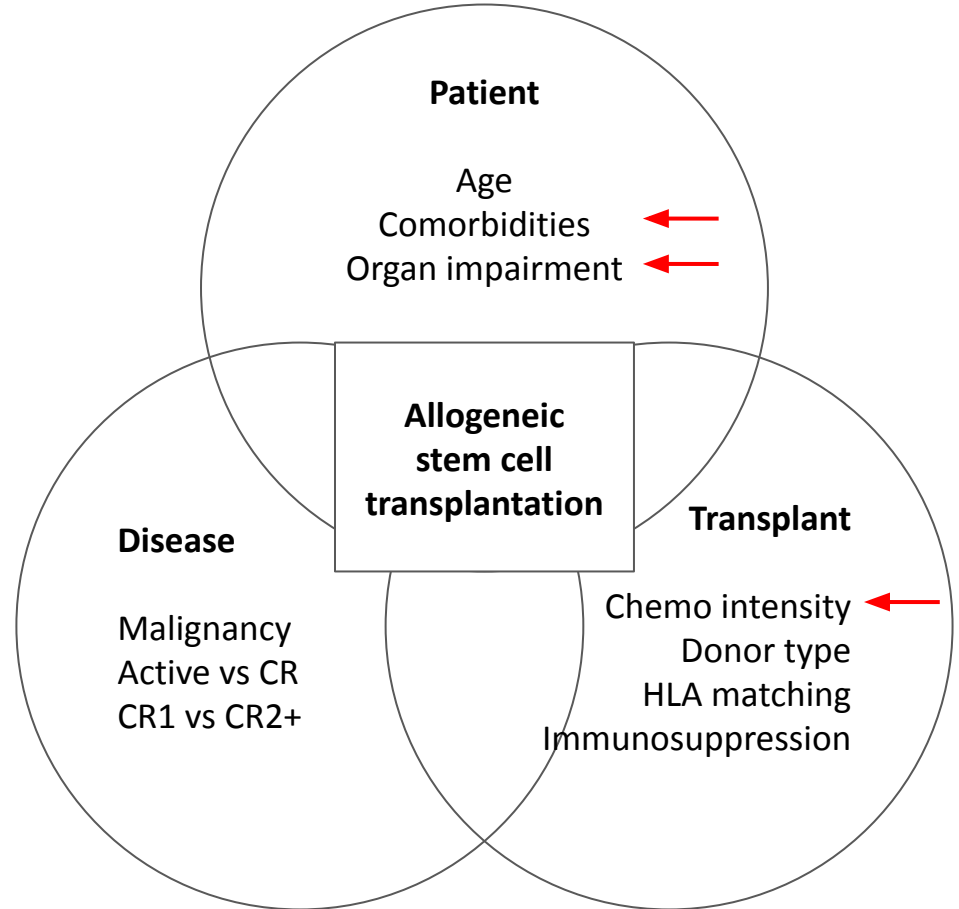 Patient
Age
Comorbidities
Organ impairment
Allogeneic
stem cell
transplantation
Disease
Malignancy
Active vs CR
CR1 vs CR2+
Transplant
Chemo intensity
Donor type
HLA matching
Immunosuppression